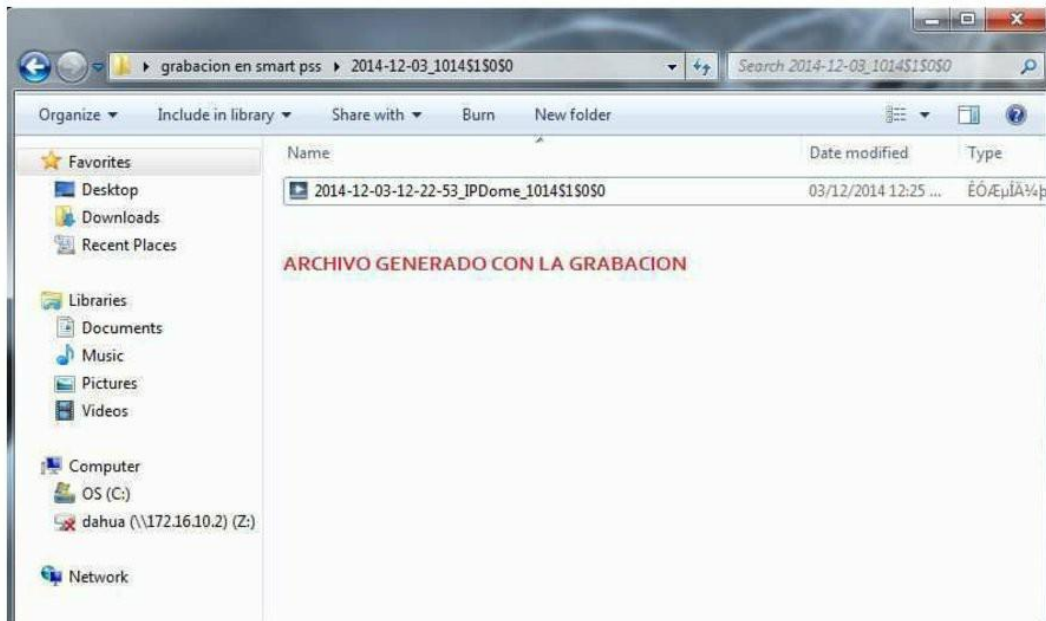 grabacion en smart pss ▸ 2014-12-03_1014$1$0$0
Search 2014-12-03_1014$1$0$0
Organize Include in library Share with Burn New folder
Name Date modified Type
Favorites
Desktop
Downloads
Recent Places
Libraries
Documents
Music
Pictures
Videos
Computer
OS (C:)
dahua (\\172.16.10.2) (Z:)
Network
2014-12-03-12-22-53_IPDome_1014$1$0$0 03/12/2014 12:25 ... ÊÓÆµÎÄ¼þ
ARCHIVO GENERADO CON LA GRABACION